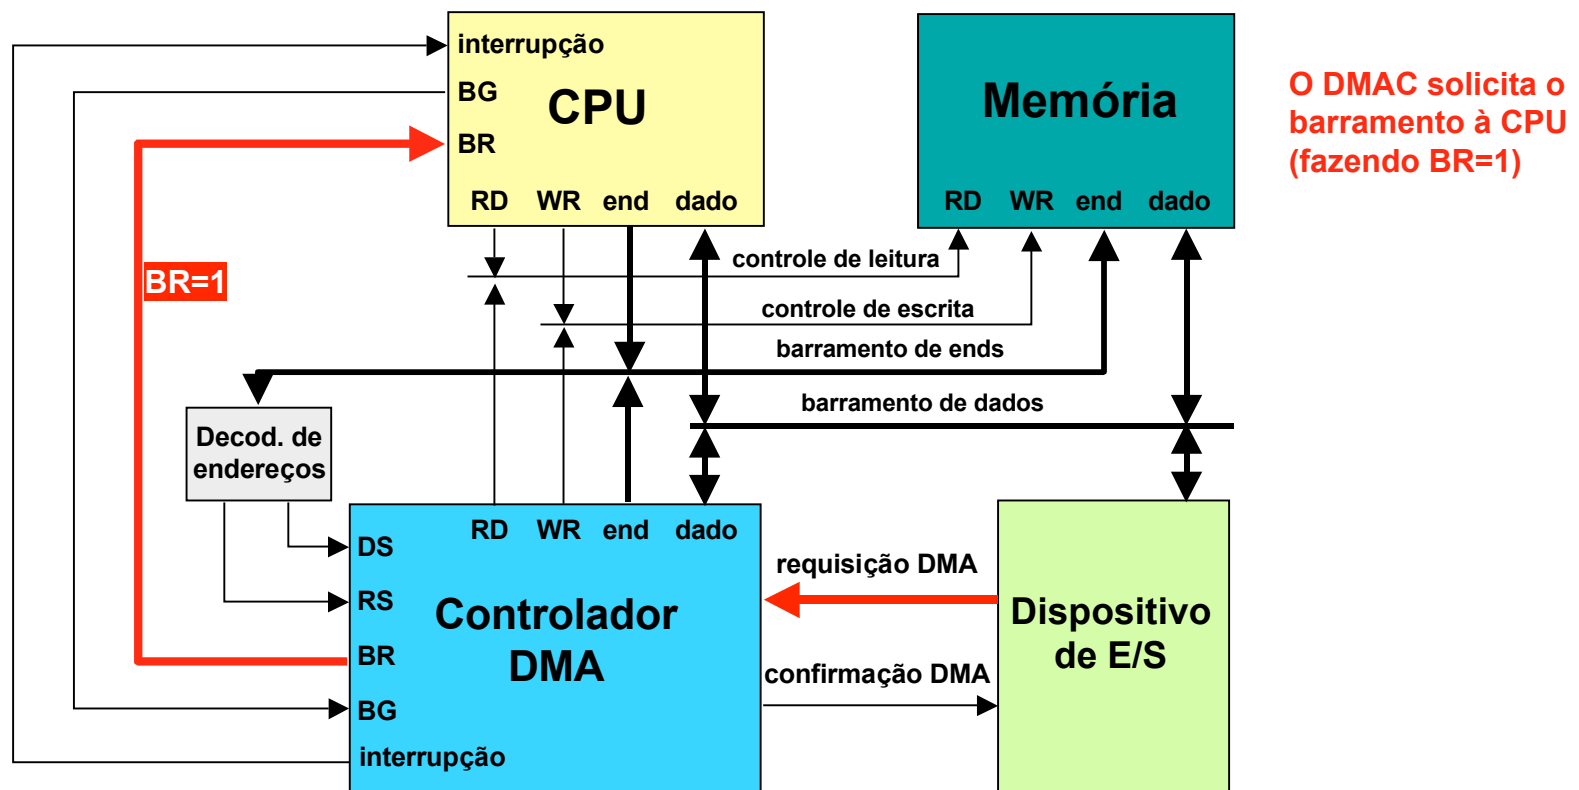 interrupção
BG
CPU
BR
RD WR end dado
Memória
RD WR end dado
O DMAC solicita o
barramento à CPU
(fazendo BR=1)
BR=1
controle de leitura
controle de escrita
barramento de ends
barramento de dados
Decod. de
endereços
RD WR end dado
DS
RS
Controlador
DMA
BR
BG
interrupção
requisição DMA
confirmação DMA
Dispositivo
de E/S